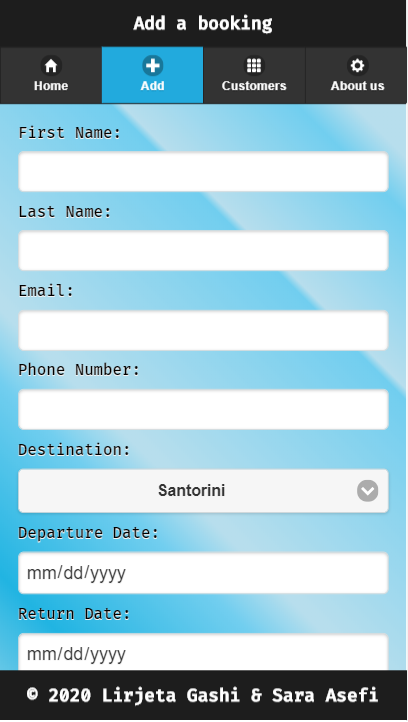 Add a booking
Home Add Customers About us
First Name:
Last Name:
Email:
Phone Number:
Destination:
Santorini
Departure Date:
mm/dd/yyyy
Return Date:
mm/dd/yyyy
© 2020 Lirjeta Gashi & Sara Asefi